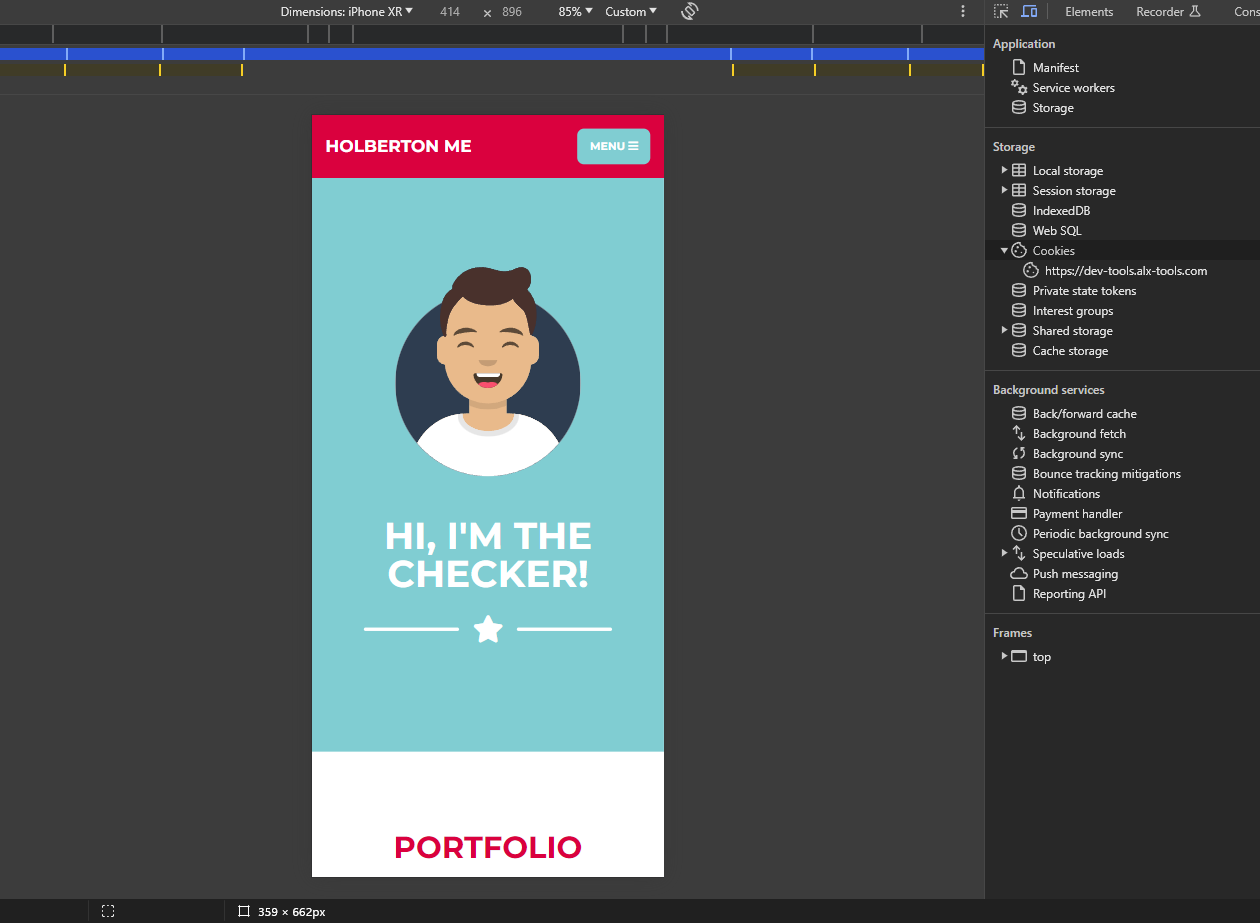 Dimensions: iPhone XR 414 × 896 85% Custom
Elements Recorder Cons
Application
Manifest
Service workers
Storage
Storage
Local storage
Session storage
IndexedDB
Web SQL
Cookies
https://dev-tools.alx-tools.com
Private state tokens
Interest groups
Shared storage
Cache storage
Background services
Back/forward cache
Background fetch
Background sync
Bounce tracking mitigations
Notifications
Payment handler
Periodic background sync
Speculative loads
Push messaging
Reporting API
Frames
top
HOLBERTON ME
MENU
HI, I'M THE
CHECKER!
PORTFOLIO
359 × 662px